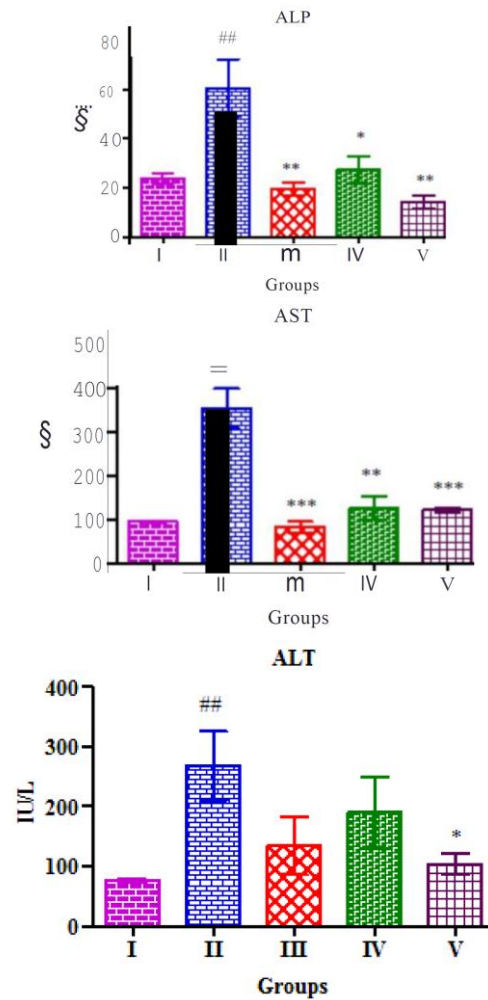 ALP
80
##
60
§
40
**
*
**
20
0
I
II
m
IV
V
Groups
AST
500
400
=
§
300
200
***
**
***
100
0
I
II
m
IV
V
Groups
ALT
400
##
300
IU/L
200
*
100
0
I
II
III
IV
V
Groups